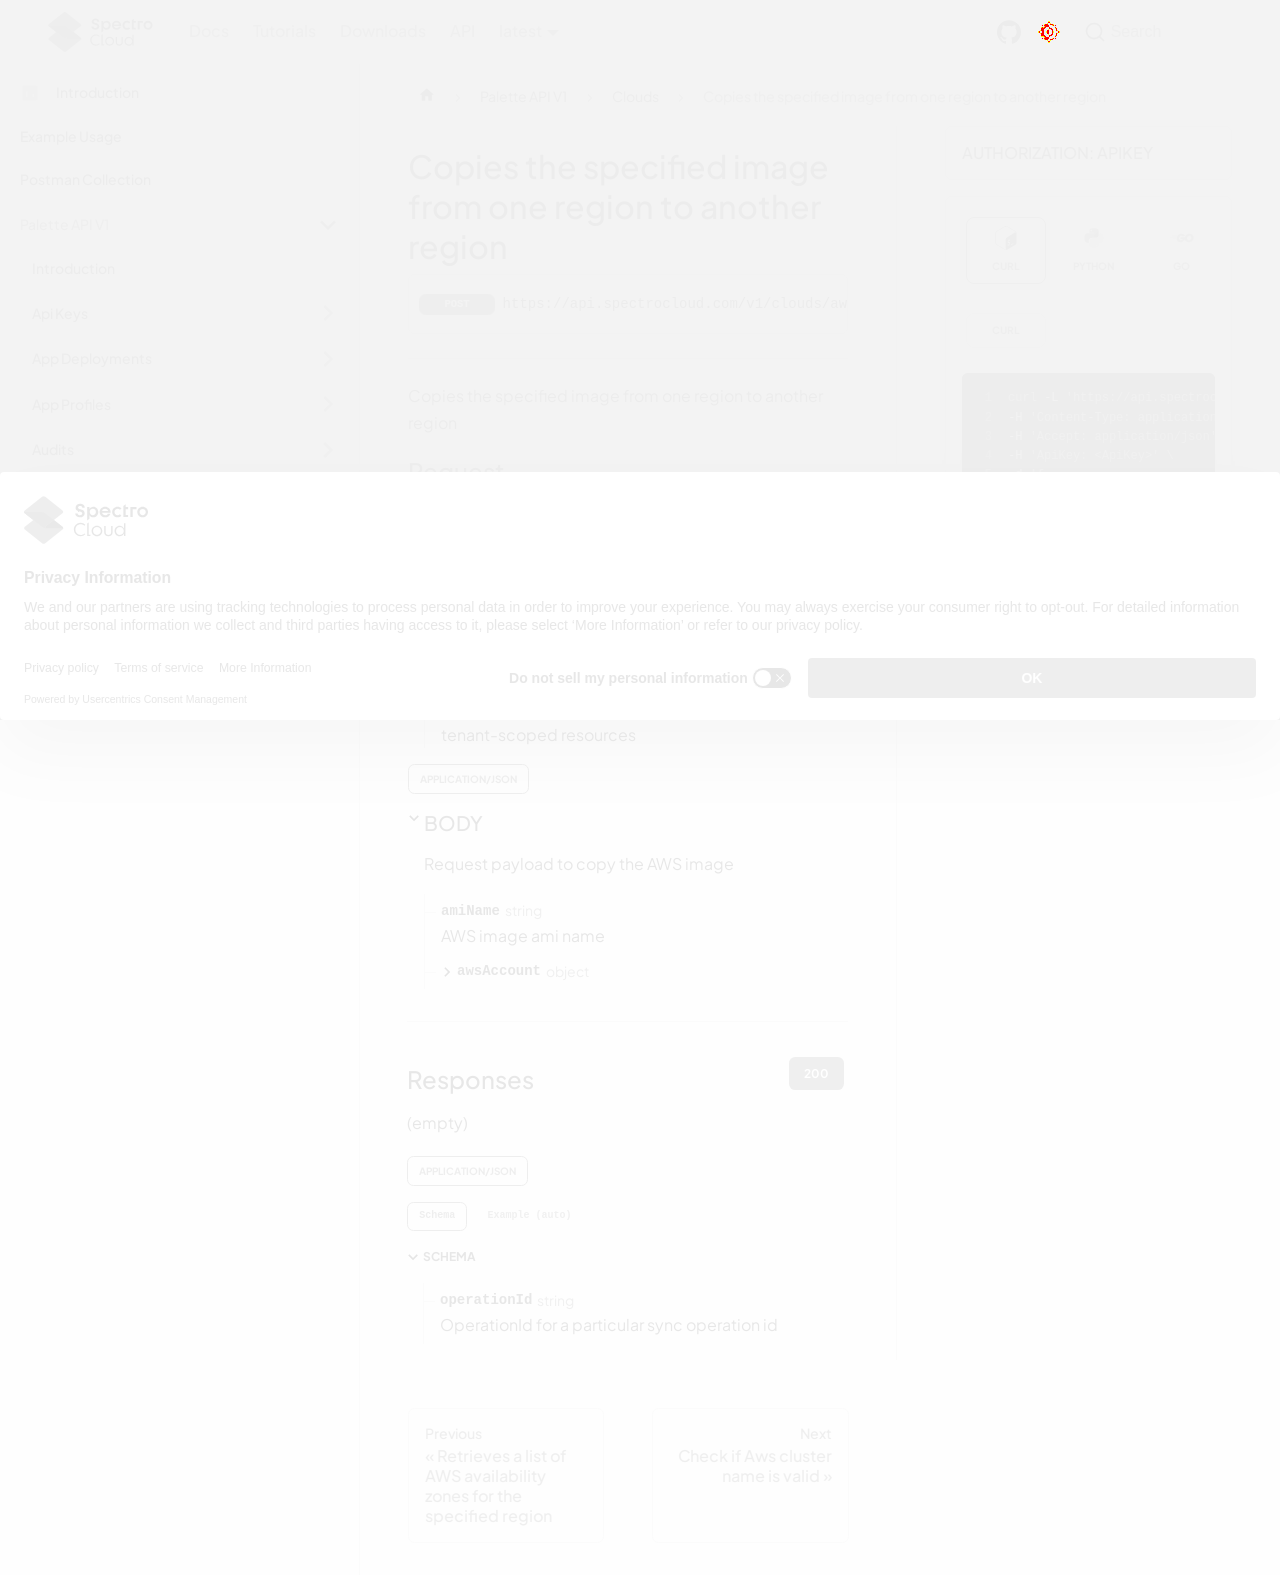 Spectro Cloud
Docs Tutorials Downloads API latest
Search
Introduction
Example Usage
Postman Collection
Palette API V1
Introduction
Api Keys
App Deployments
App Profiles
Audits
Palette API V1 Clouds Copies the specified image from one region to another region
Copies the specified image
from one region to another
region
POST https://api.spectrocloud.com/v1/clouds/aw
Copies the specified image from one region to another
region
Request
AUTHORIZATION: APIKEY
CURL PYTHON GO
CURL
Spectro
Cloud
Privacy Information
We and our partners are using tracking technologies to process personal data in order to improve your experience. You may always exercise your consumer right to opt-out. For detailed information
about personal information we collect and third parties having access to it, please select 'More Information' or refer to our privacy policy.
Privacy policy Terms of service More Information
Do not sell my personal information
OK
Powered by Usercentrics Consent Management
tenant-scoped resources
APPLICATION/JSON
BODY
Request payload to copy the AWS image
amiName string
AWS image ami name
awsAccount object
Responses
200
(empty)
APPLICATION/JSON
Schema Example (auto)
SCHEMA
operationId string
OperationId for a particular sync operation id
Previous
« Retrieves a list of
AWS availability
zones for the
specified region
Next
Check if Aws cluster
name is valid »